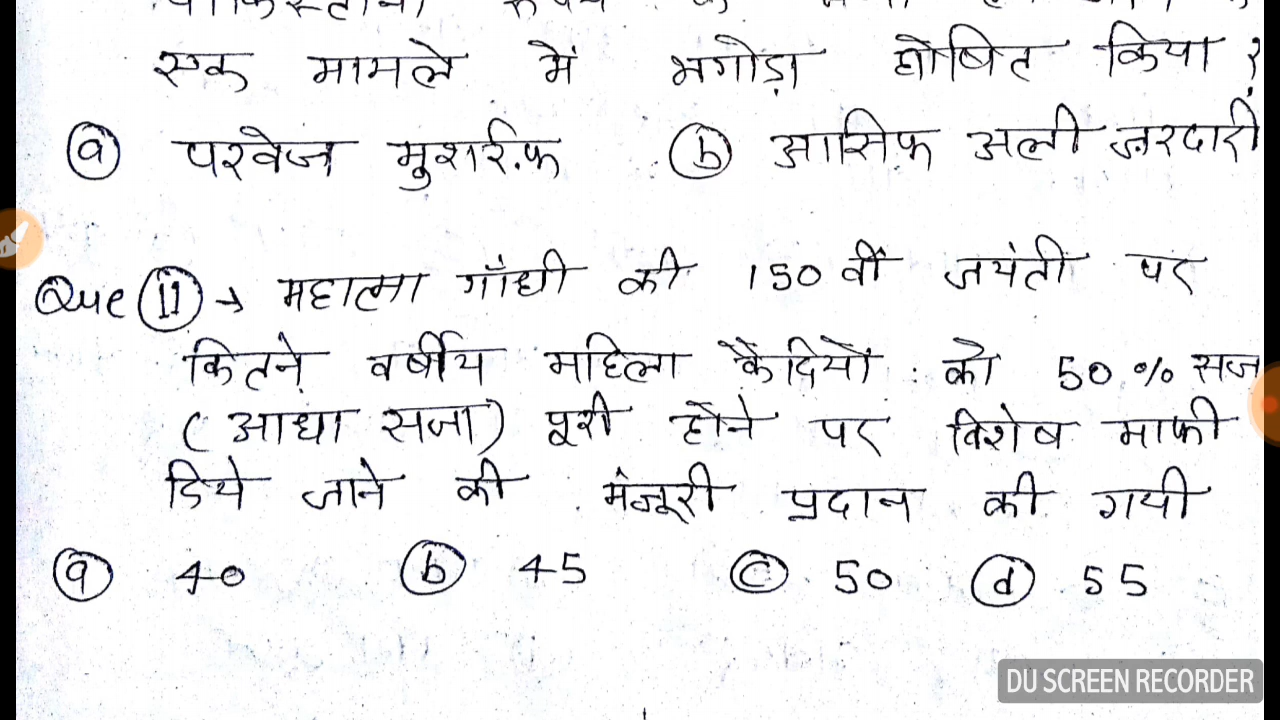 एक मामले में भगोड़ा घोषित किया?
(a) परवेज मुशर्रफ (b) आसिफ अली ज़रदारी
Que (11) → महात्मा गाँधी की 150 वीं जयंती पर
कितने वर्षीय महिला कैदियों को 50% सज
(आधा सजा) पूरी होने पर विशेष माफी
दिये जाने की मंजूरी प्रदान की गयी
(a) 40 (b) 45 (c) 50 (d) 55
DU SCREEN RECORDER